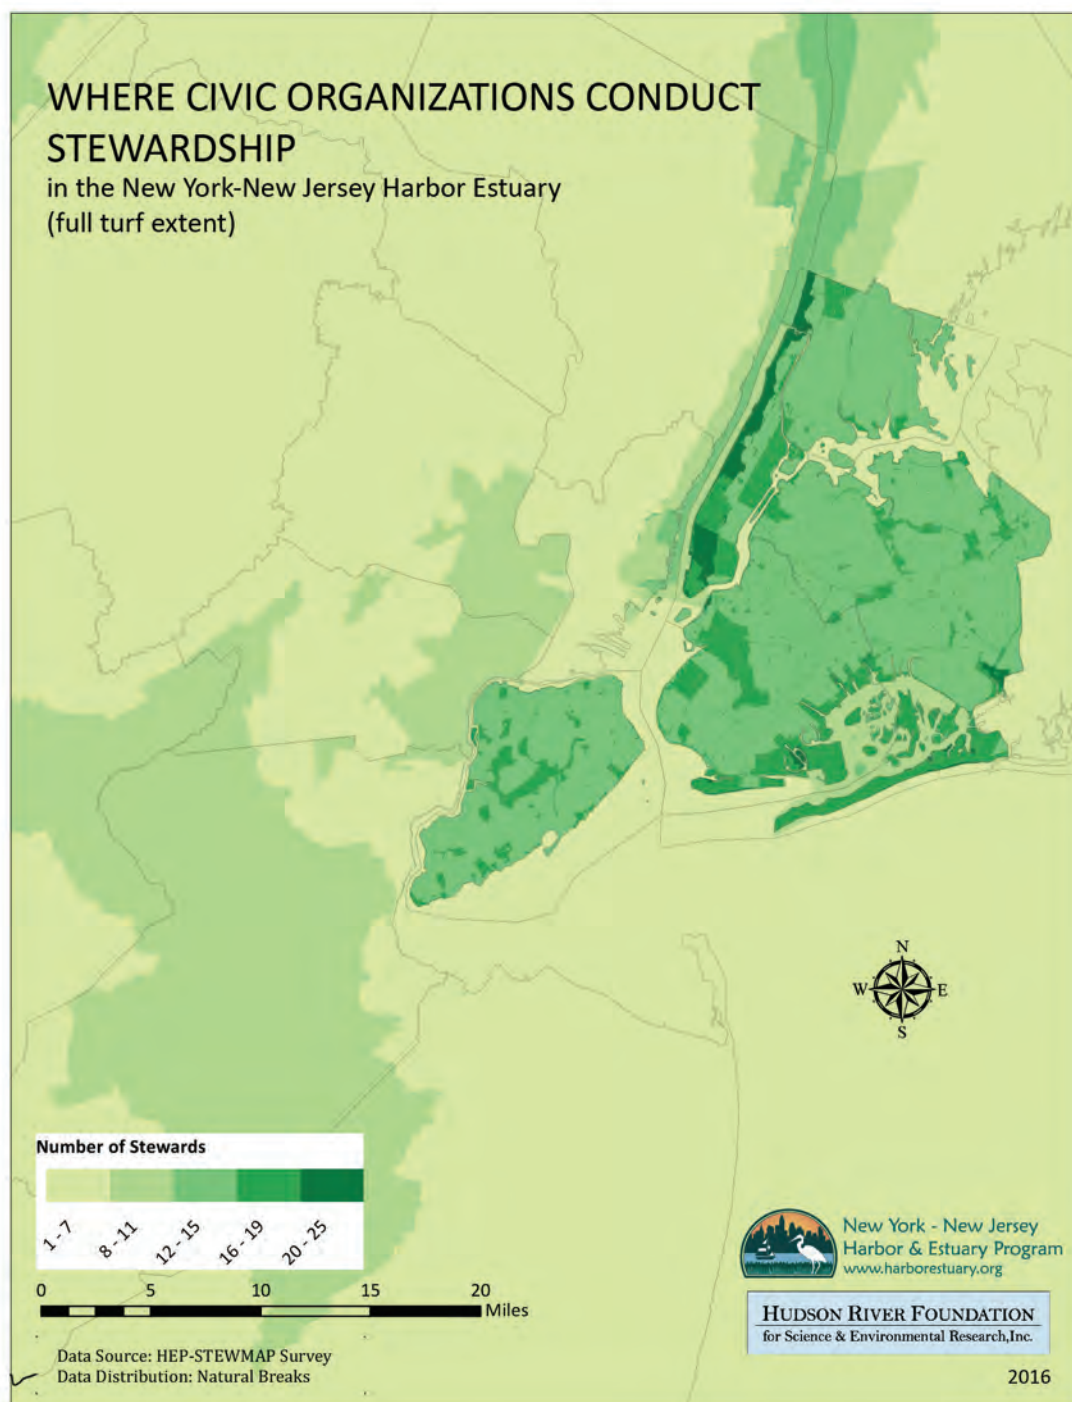 WHERE CIVIC ORGANIZATIONS CONDUCT
STEWARDSHIP
in the New York-New Jersey Harbor Estuary
(full turf extent)
N
W E
S
Number of Stewards
1 - 7
8 - 11
12 - 15
16 - 19
20 - 25
0 5 10 15 20
Miles
Data Source: HEP-STEWMAP Survey
Data Distribution: Natural Breaks
New York - New Jersey
Harbor & Estuary Program
www.harborestuary.org
HUDSON RIVER FOUNDATION
for Science & Environmental Research,Inc.
2016